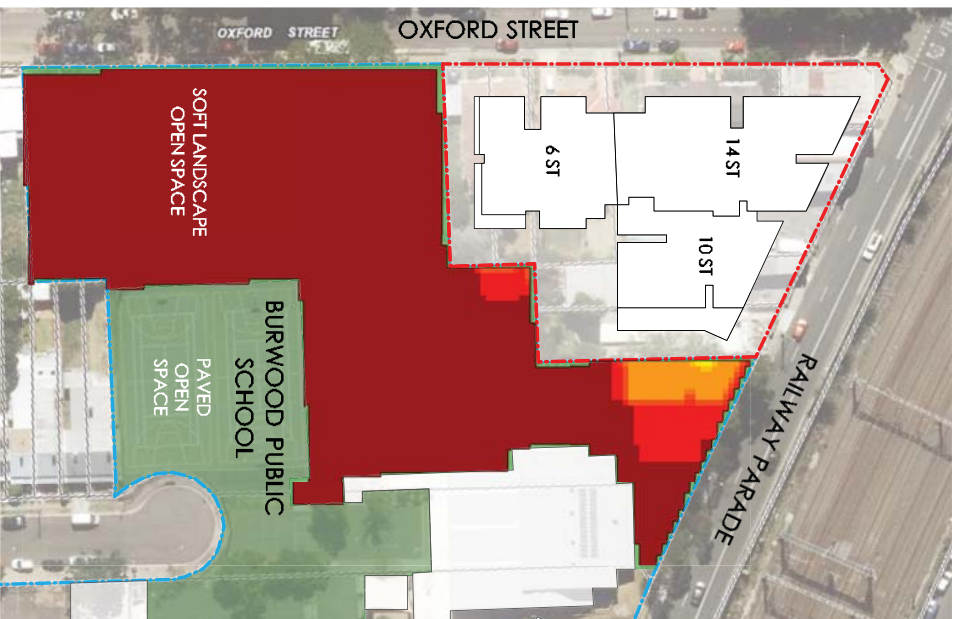 OXFORD STREET
OXFORD STREET
SOFT LANDSCAPE
OPEN SPACE
6 ST
14 ST
10 ST
BURWOOD PUBLIC
SCHOOL
PAVED
OPEN
SPACE
RAILWAY PARADE